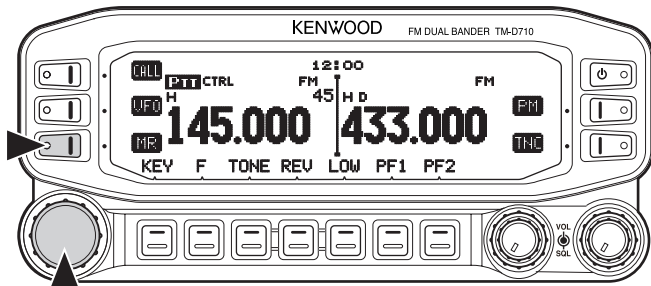 KENWOOD FM DUAL BANDER TM-D710
12:00
CALL PTT CTRL FM FM
VFO H 45 H D PM
145.000 433.000
MR TNC
KEY F TONE REV LOW PF1 PF2
VOL
SQL